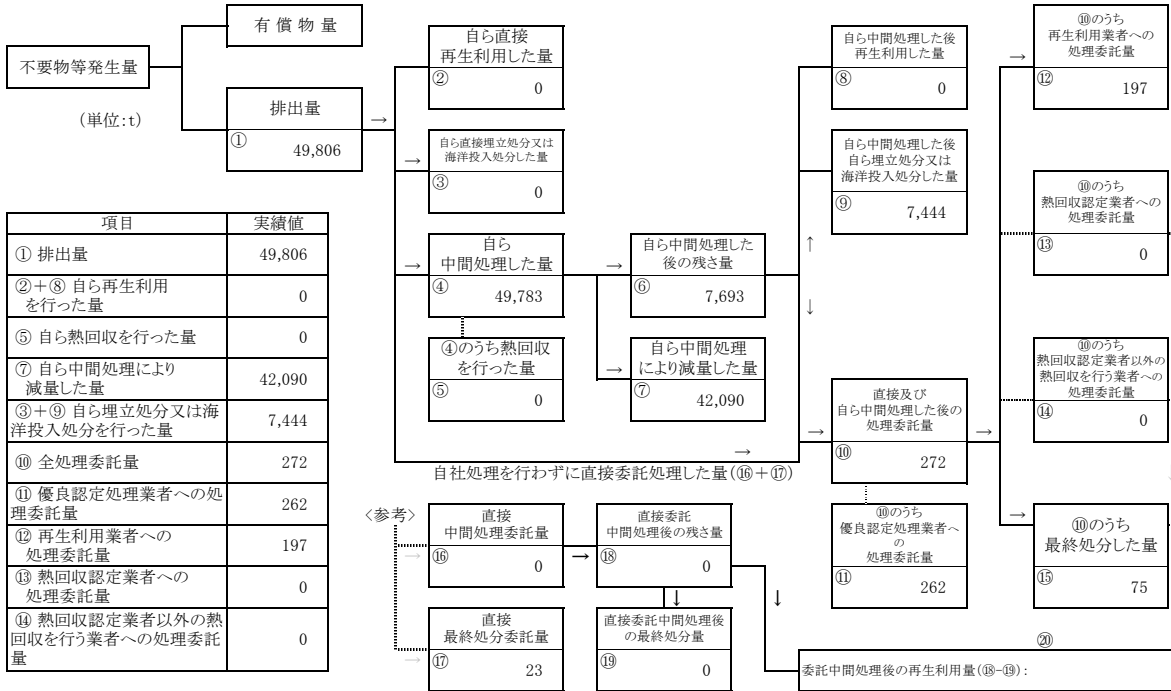 有 償 物 量
不要物等発生量
(単位:t)
排出量
→
①
49,806
自ら直接
再生利用した量
②
0
→
自ら直接埋立処分又は
海洋投入処分した量
③
0
→
自ら
中間処理した量
④
49,783
④のうち熱回収
を行った量
⑤
0
→
自ら中間処理した
後の残さ量
⑥
7,693
→
自ら中間処理
により減量した量
⑦
42,090
自ら中間処理した後
再生利用した量
⑧
0
自ら中間処理した後
自ら埋立処分又は
海洋投入処分した量
⑨
7,444
↑
↓
→
自社処理を行わずに直接委託処理した量(⑯+⑰)
→
直接及び
自ら中間処理した後の
処理委託量
⑩
272
→
⑩のうち
優良認定処理業者へ
の
処理委託量
⑪
262
→
⑩のうち
再生利用業者への
処理委託量
⑫
197
⑩のうち
熱回収認定業者への
処理委託量
⑬
0
⑩のうち
熱回収認定業者以外の
熱回収を行う業者への
処理委託量
⑭
0
→
⑩のうち
最終処分した量
⑮
75
項目 実績値
① 排出量 49,806
②+⑧ 自ら再生利用
を行った量 0
⑤ 自ら熱回収を行った量 0
⑦ 自ら中間処理により
減量した量 42,090
③+⑨ 自ら埋立処分又は海
洋投入処分を行った量 7,444
⑩ 全処理委託量 272
⑪ 優良認定処理業者への処
理委託量 262
⑫ 再生利用業者への
処理委託量 197
⑬ 熱回収認定業者への
処理委託量 0
⑭ 熱回収認定業者以外の熱
回収を行う業者への処理委託
量 0
〈参考〉
→
直接
中間処理委託量
⑯
0
→
直接委託
中間処理後の残さ量
⑱
0
↓
↓
→
直接
最終処分委託量
⑰
23
直接委託中間処理後
の最終処分量
⑲
0
⑳
委託中間処理後の再生利用量(⑱-⑲):